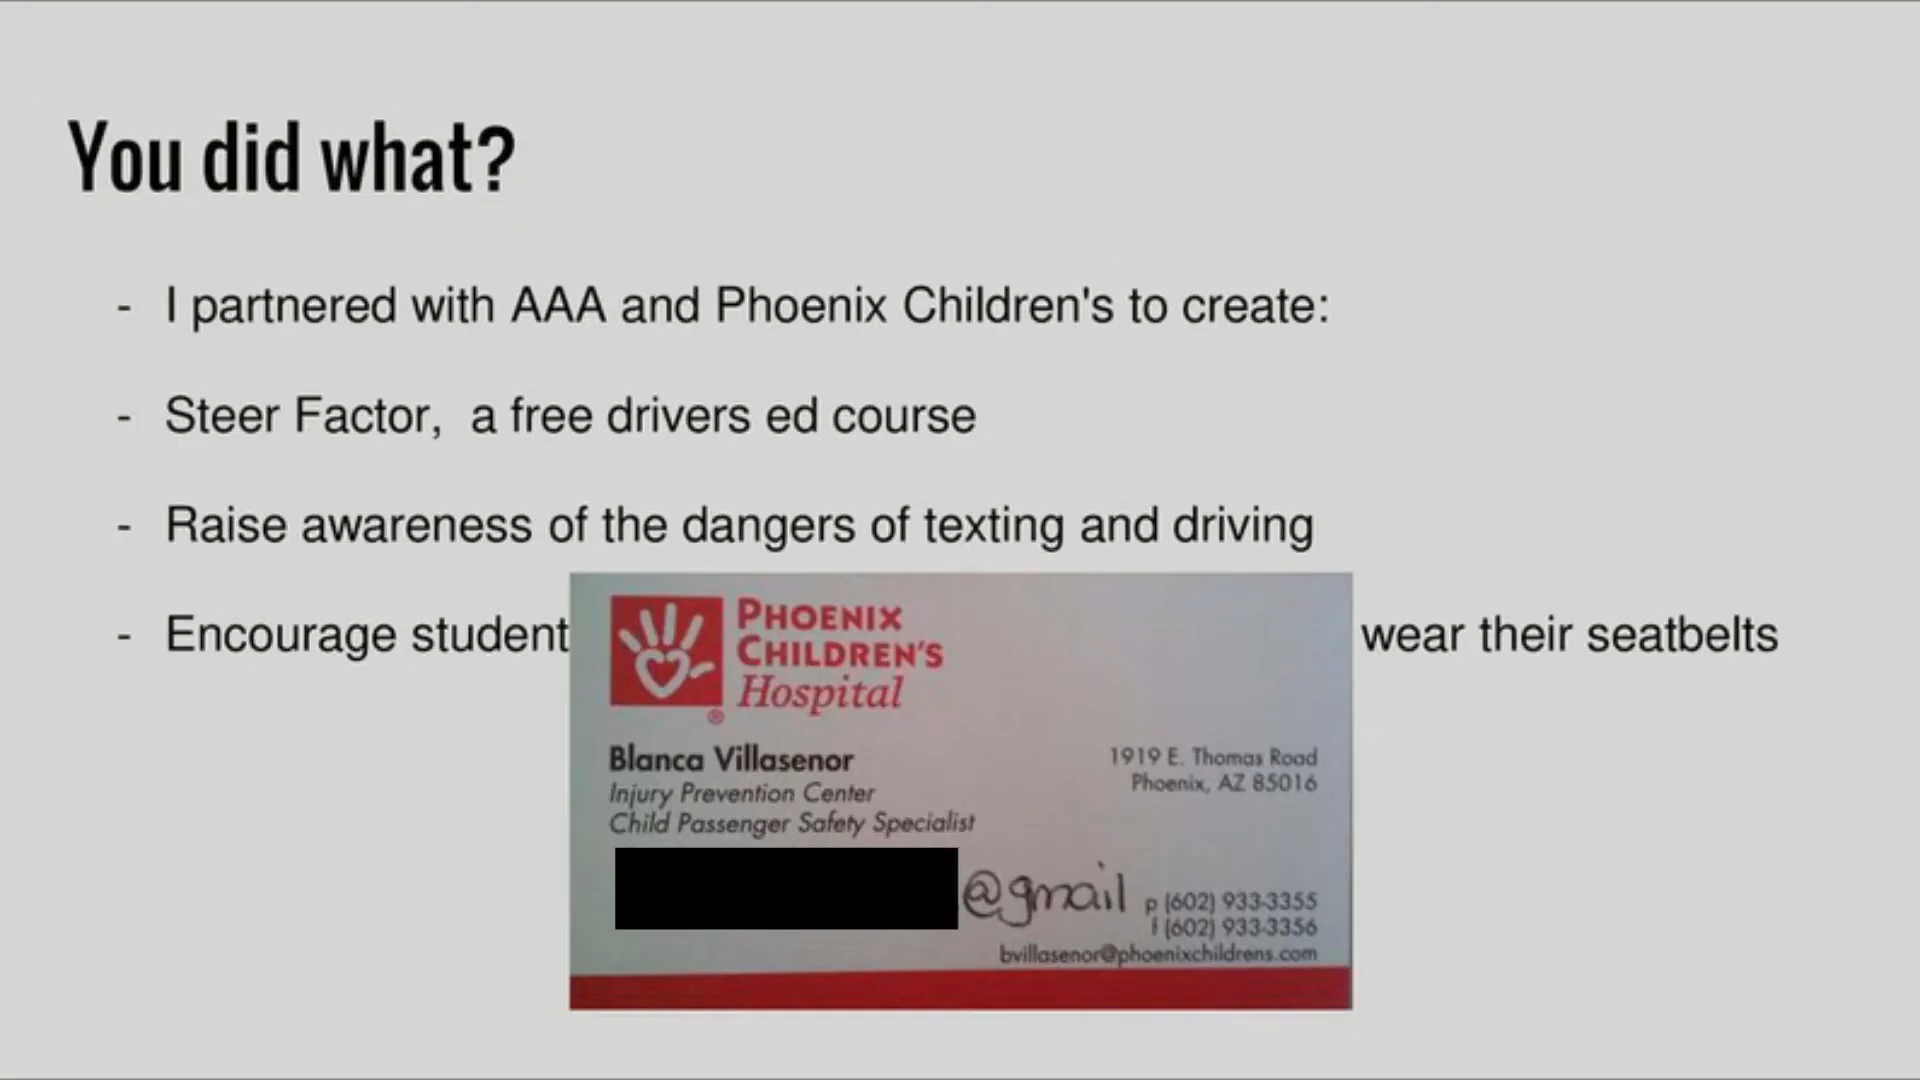 You did what?
- I partnered with AAA and Phoenix Children's to create:
- Steer Factor, a free drivers ed course
- Raise awareness of the dangers of texting and driving
- Encourage student wear their seatbelts
PHOENIX
CHILDREN'S
Hospital
®
Blanca Villasenor
Injury Prevention Center
Child Passenger Safety Specialist
1919 E. Thomas Road
Phoenix, AZ 85016
@gmail
p (602) 933-3355
f (602) 933-3356
bvillasenor@phoenixchildrens.com